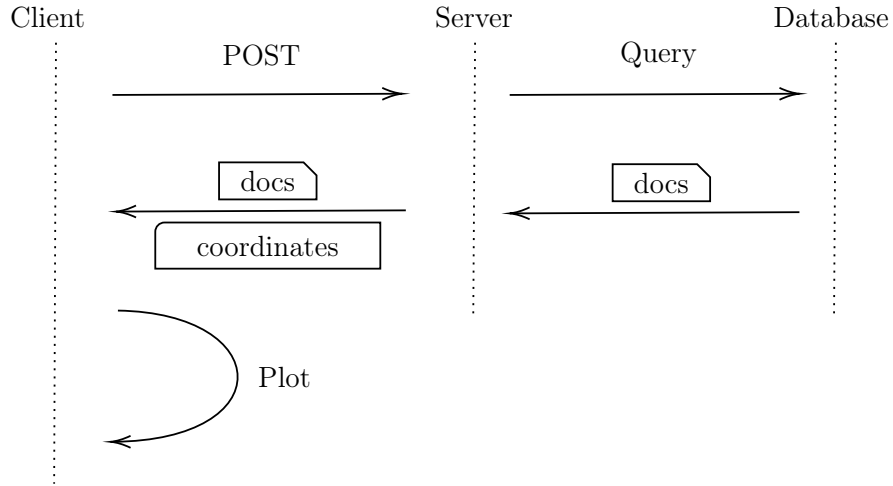 Client
Server
Database
POST
Query
docs
docs
coordinates
Plot